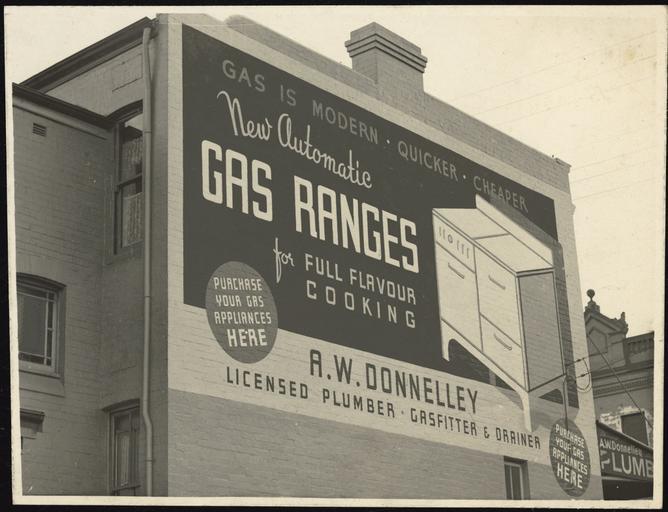 GAS IS MODERN · QUICKER · CHEAPER
New Automatic
GAS RANGES
for FULL FLAVOUR
COOKING
PURCHASE
YOUR GAS
APPLIANCES
HERE
A.W. DONNELLEY
LICENSED PLUMBER · GASFITTER & DRAINER
PURCHASE
YOUR GAS
APPLIANCES
HERE
A.W. Donnelley
PLUMB